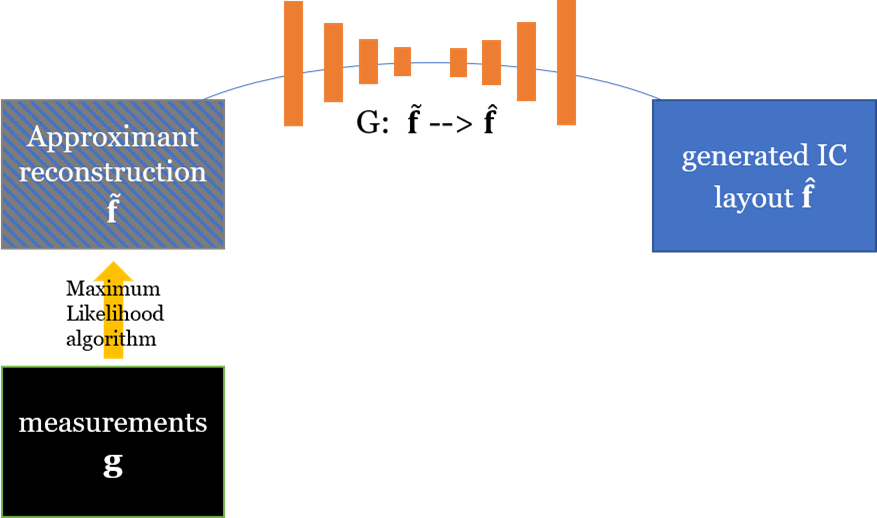 G: f̃ --> f̂
Approximant
reconstruction
f̃
generated IC
layout f̂
Maximum
Likelihood
algorithm
measurements
g